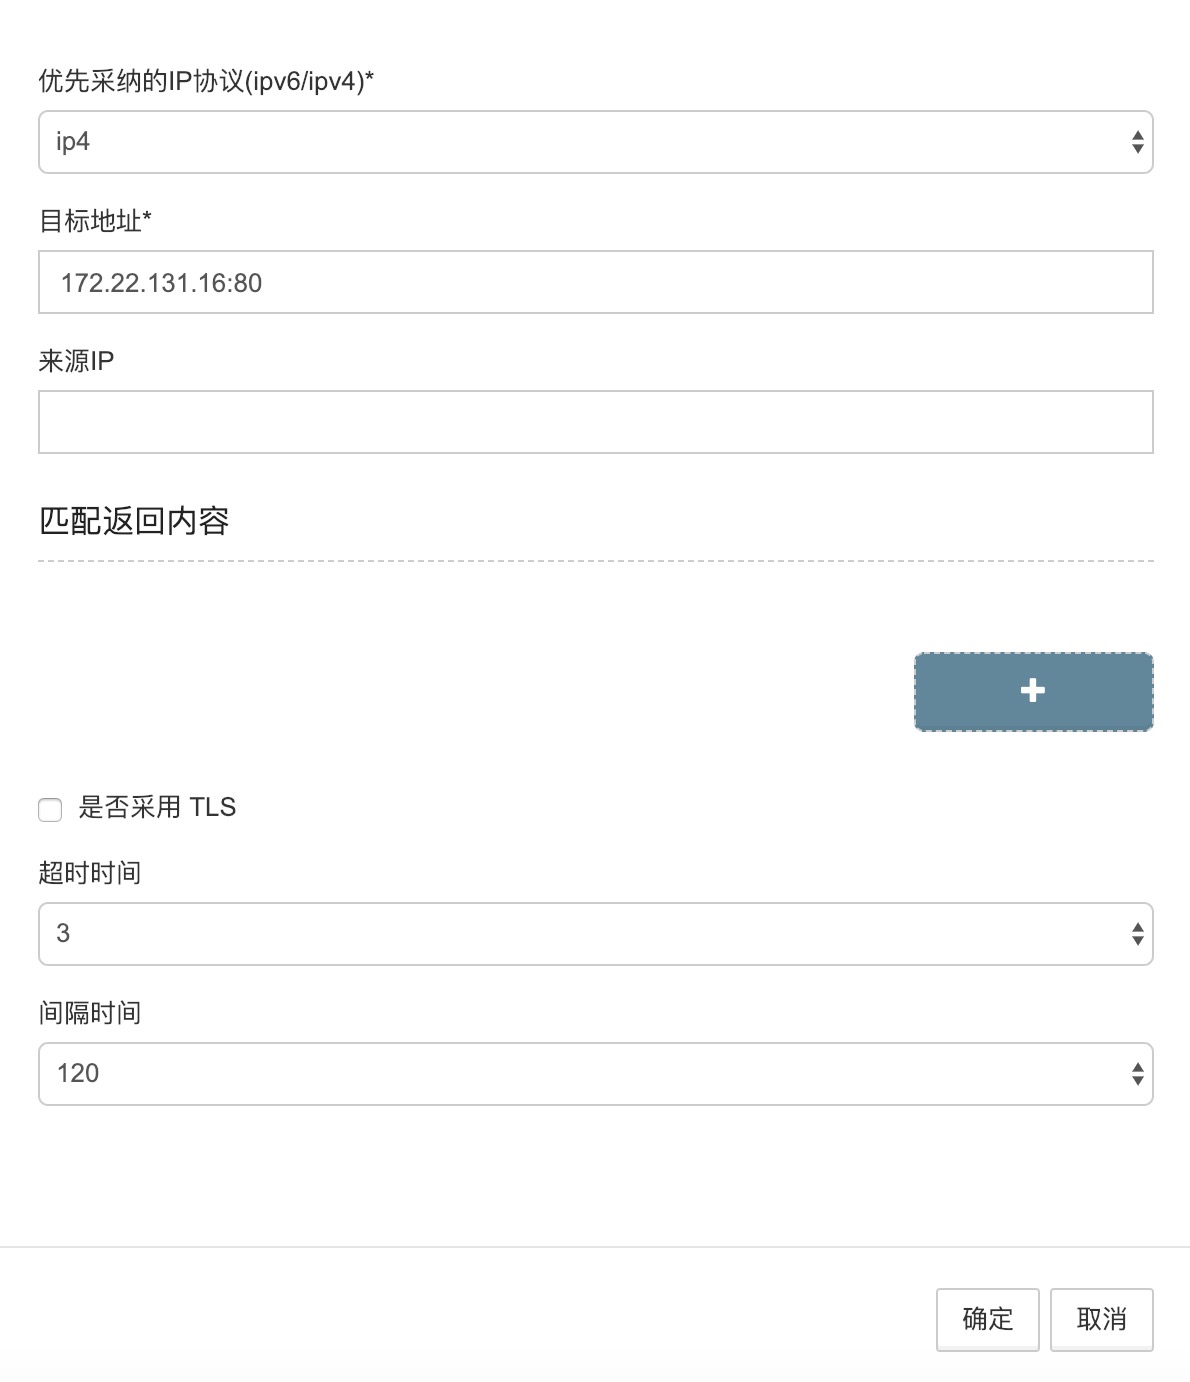 优先采纳的IP协议(ipv6/ipv4)*
ip4
目标地址*
172.22.131.16:80
来源IP
匹配返回内容
是否采用 TLS
超时时间
3
间隔时间
120
确定 取消